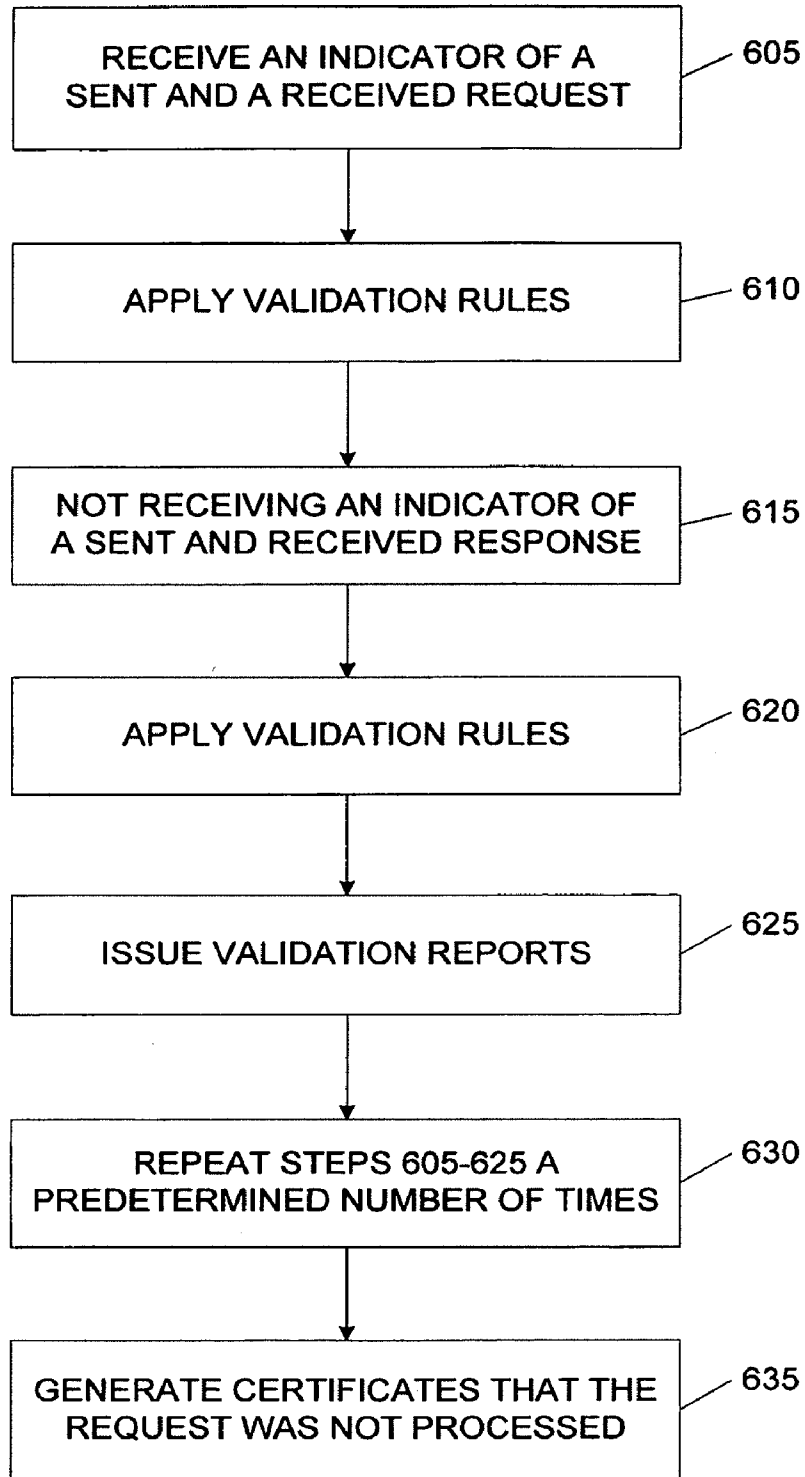 RECEIVE AN INDICATOR OF A
SENT AND A RECEIVED REQUEST
605
APPLY VALIDATION RULES
610
NOT RECEIVING AN INDICATOR OF
A SENT AND RECEIVED RESPONSE
615
APPLY VALIDATION RULES
620
ISSUE VALIDATION REPORTS
625
REPEAT STEPS 605-625 A
PREDETERMINED NUMBER OF TIMES
630
GENERATE CERTIFICATES THAT THE
REQUEST WAS NOT PROCESSED
635